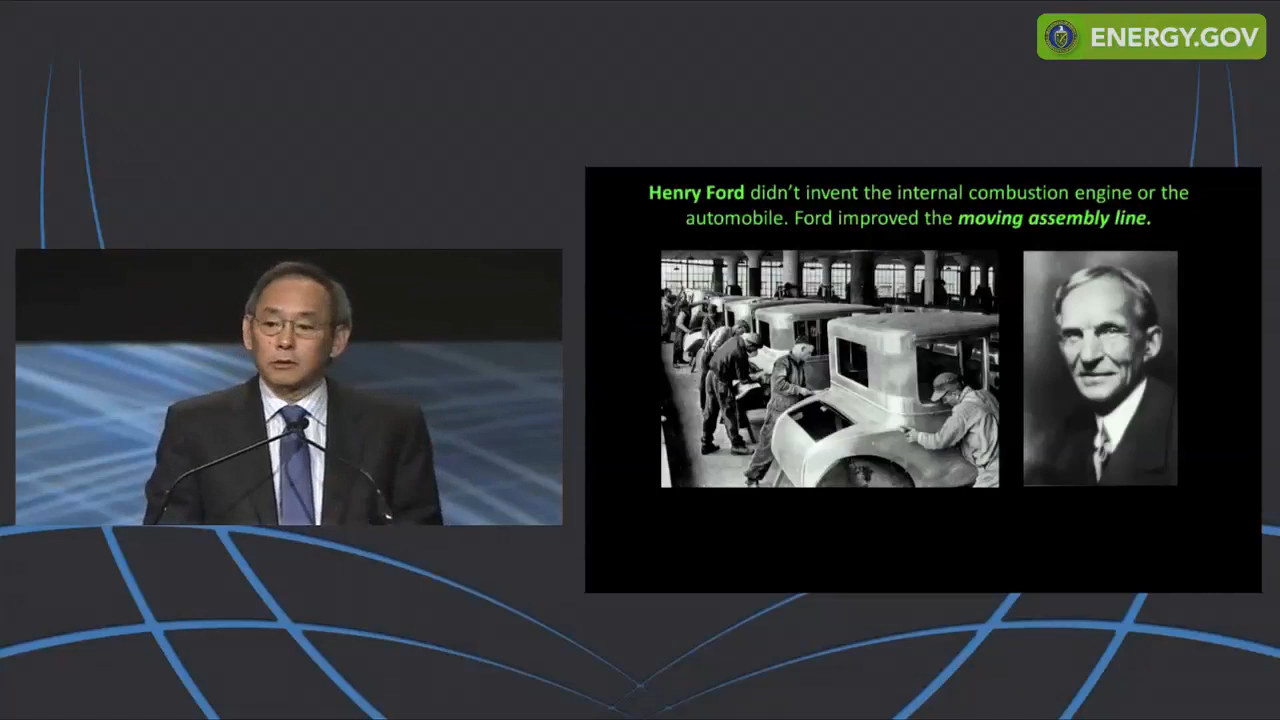 ENERGY.GOV
Henry Ford didn't invent the internal combustion engine or the
automobile. Ford improved the moving assembly line.